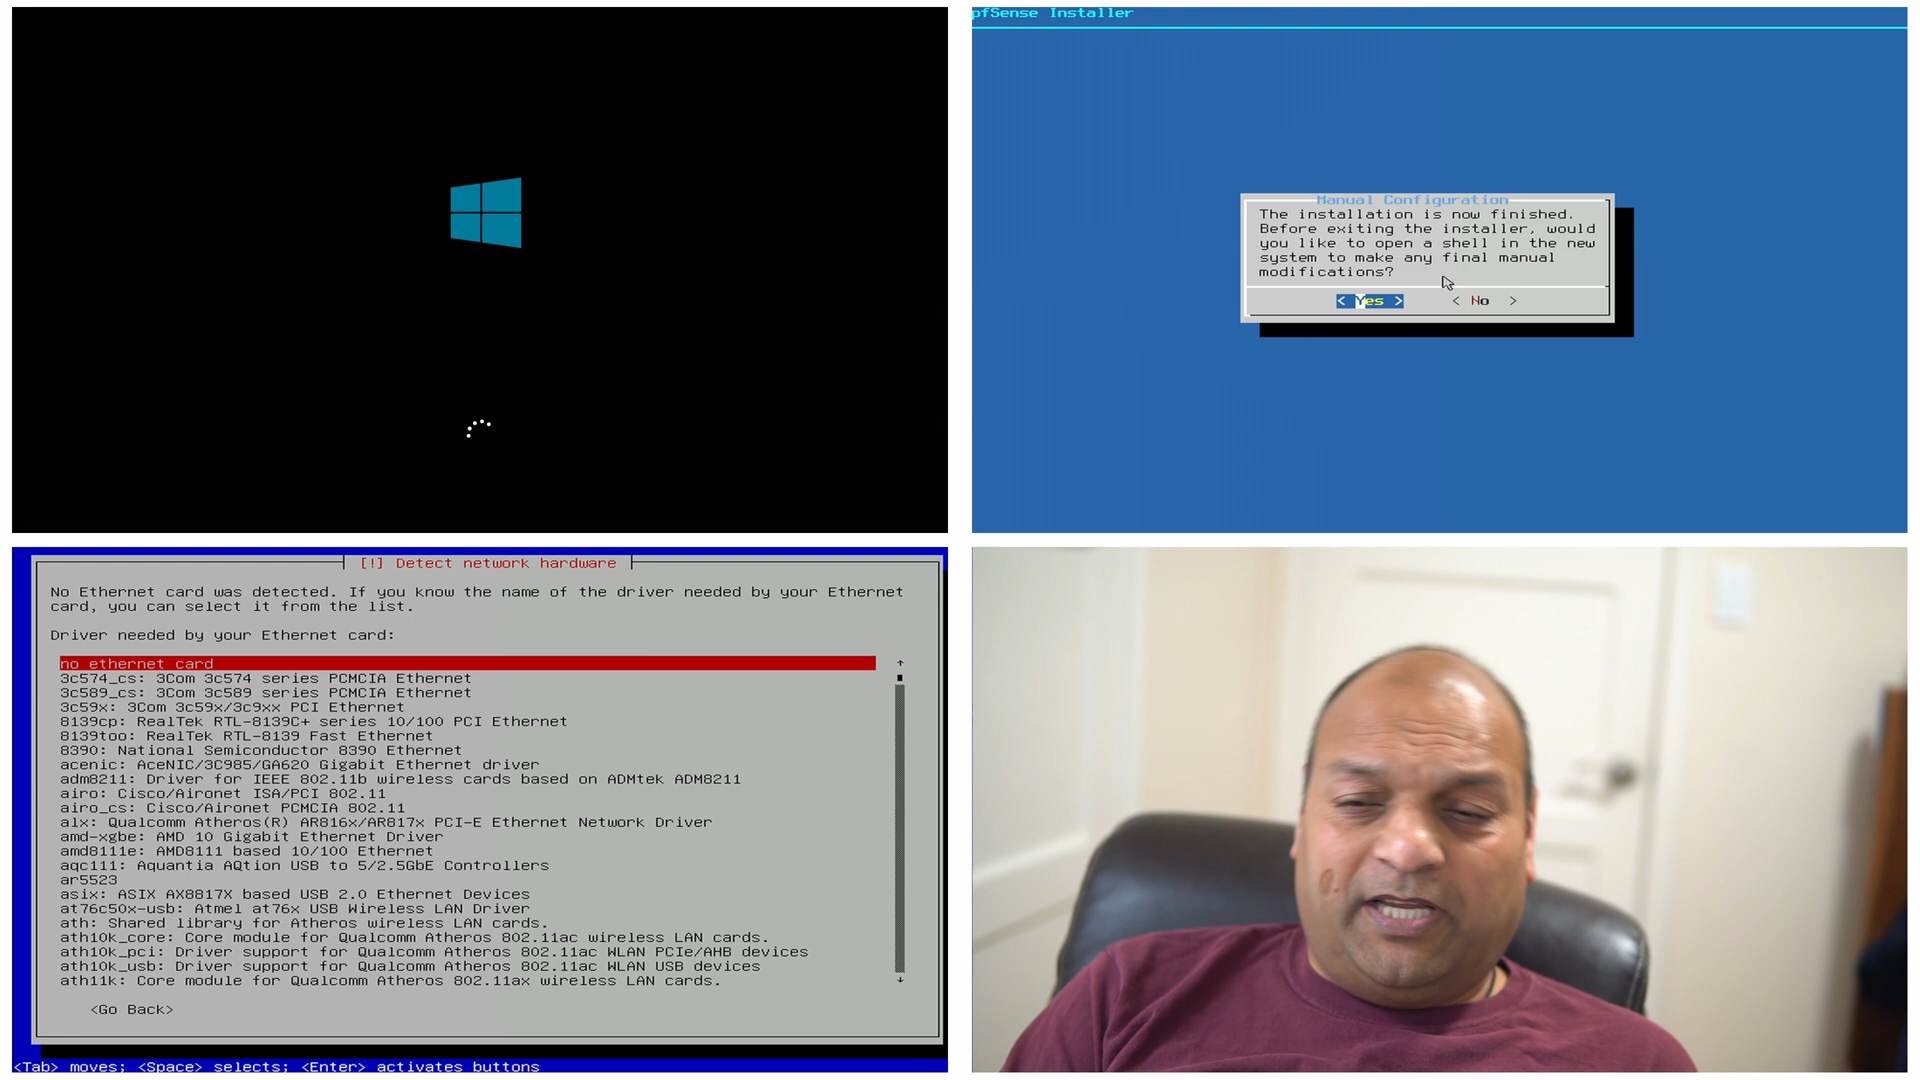 pfSense Installer
Manual Configuration
The installation is now finished.
Before exiting the installer, would
you like to open a shell in the new
system to make any final manual
modifications?
< Yes > < No >
[!] Detect network hardware
No Ethernet card was detected. If you know the name of the driver needed by your Ethernet
card, you can select it from the list.
Driver needed by your Ethernet card:
no ethernet card
3c574_cs: 3Com 3c574 series PCMCIA Ethernet
3c589_cs: 3Com 3c589 series PCMCIA Ethernet
3c59x: 3Com 3c59x/3c9xx PCI Ethernet
8139cp: RealTek RTL-8139C+ series 10/100 PCI Ethernet
8139too: RealTek RTL-8139 Fast Ethernet
8390: National Semiconductor 8390 Ethernet
acenic: AceNIC/3C985/GA620 Gigabit Ethernet driver
adm8211: Driver for IEEE 802.11b wireless cards based on ADMtek ADM8211
airo: Cisco/Aironet ISA/PCI 802.11
airo_cs: Cisco/Aironet PCMCIA 802.11
alx: Qualcomm Atheros(R) AR816x/AR817x PCI-E Ethernet Network Driver
amd-xgbe: AMD 10 Gigabit Ethernet Driver
amd8111e: AMD8111 based 10/100 Ethernet
aqc111: Aquantia AQtion USB to 5/2.5GbE Controllers
ar5523
asix: ASIX AX8817X based USB 2.0 Ethernet Devices
at76c50x-usb: Atmel at76x USB Wireless LAN Driver
ath: Shared library for Atheros wireless LAN cards.
ath10k_core: Core module for Qualcomm Atheros 802.11ac wireless LAN cards.
ath10k_pci: Driver support for Qualcomm Atheros 802.11ac WLAN PCIe/AHB devices
ath10k_usb: Driver support for Qualcomm Atheros 802.11ac WLAN USB devices
ath11k: Core module for Qualcomm Atheros 802.11ax wireless LAN cards.
<Go Back>
<Tab> moves; <Space> selects; <Enter> activates buttons